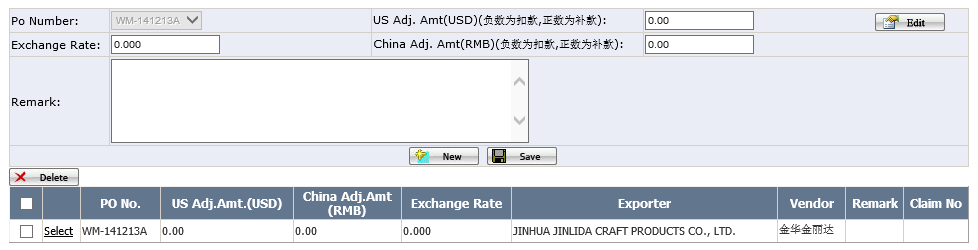 Po Number: WM-141213A US Adj. Amt(USD)(负数为扣款,正数为补款): 0.00 Edit
Exchange Rate: 0.000 China Adj. Amt(RMB)(负数为扣款,正数为补款): 0.00
Remark:
New Save
Delete
PO No. US Adj.Amt.(USD) China Adj.Amt (RMB) Exchange Rate Exporter Vendor Remark Claim No
Select WM-141213A 0.00 0.00 0.000 JINHUA JINLIDA CRAFT PRODUCTS CO., LTD. 金华金丽达